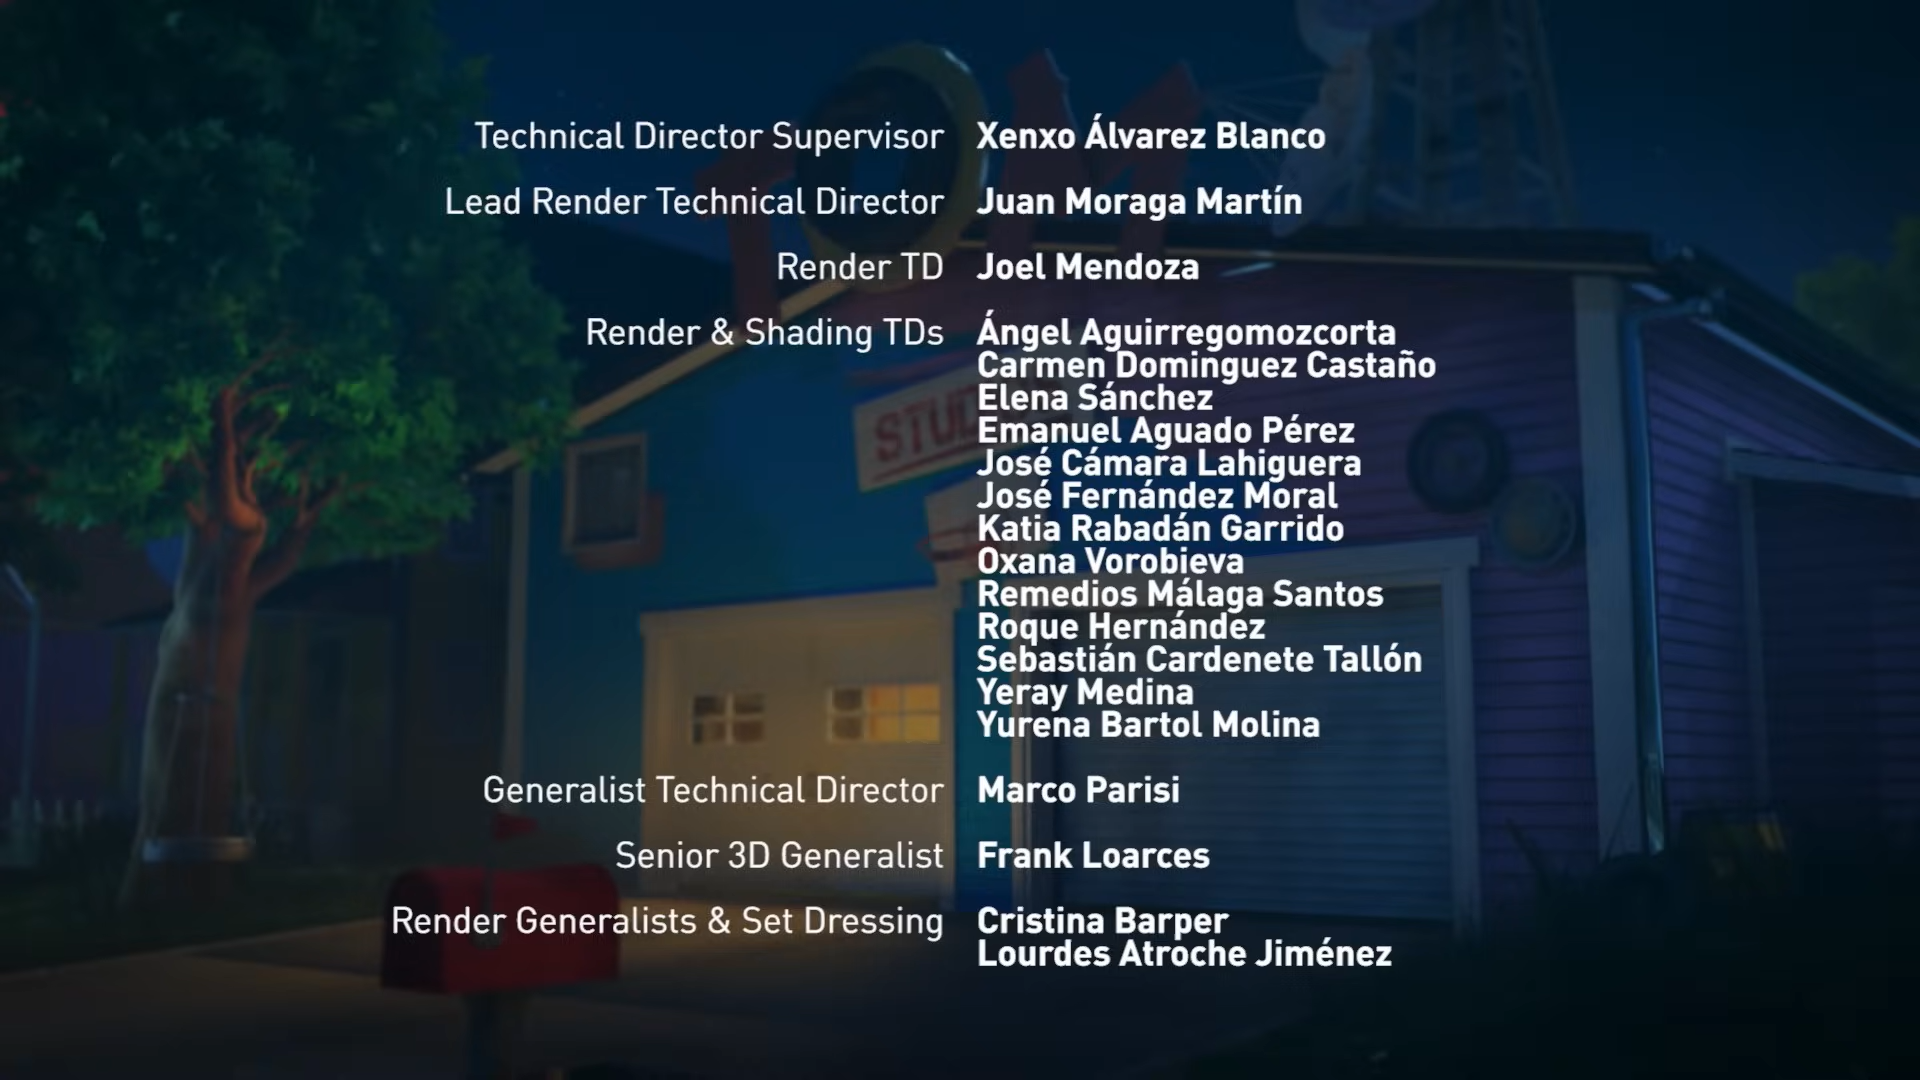 TOM
Technical Director Supervisor Xenxo Álvarez Blanco
Lead Render Technical Director Juan Moraga Martín
Render TD Joel Mendoza
Render & Shading TDs Ángel Aguirregomozcorta
Carmen Dominguez Castaño
Elena Sánchez
Emanuel Aguado Pérez
José Cámara Lahiguera
José Fernández Moral
Katia Rabadán Garrido
Oxana Vorobieva
Remedios Málaga Santos
Roque Hernández
Sebastián Cardenete Tallón
Yeray Medina
Yurena Bartol Molina
Generalist Technical Director Marco Parisi
Senior 3D Generalist Frank Loarces
Render Generalists & Set Dressing Cristina Barper
Lourdes Atroche Jiménez